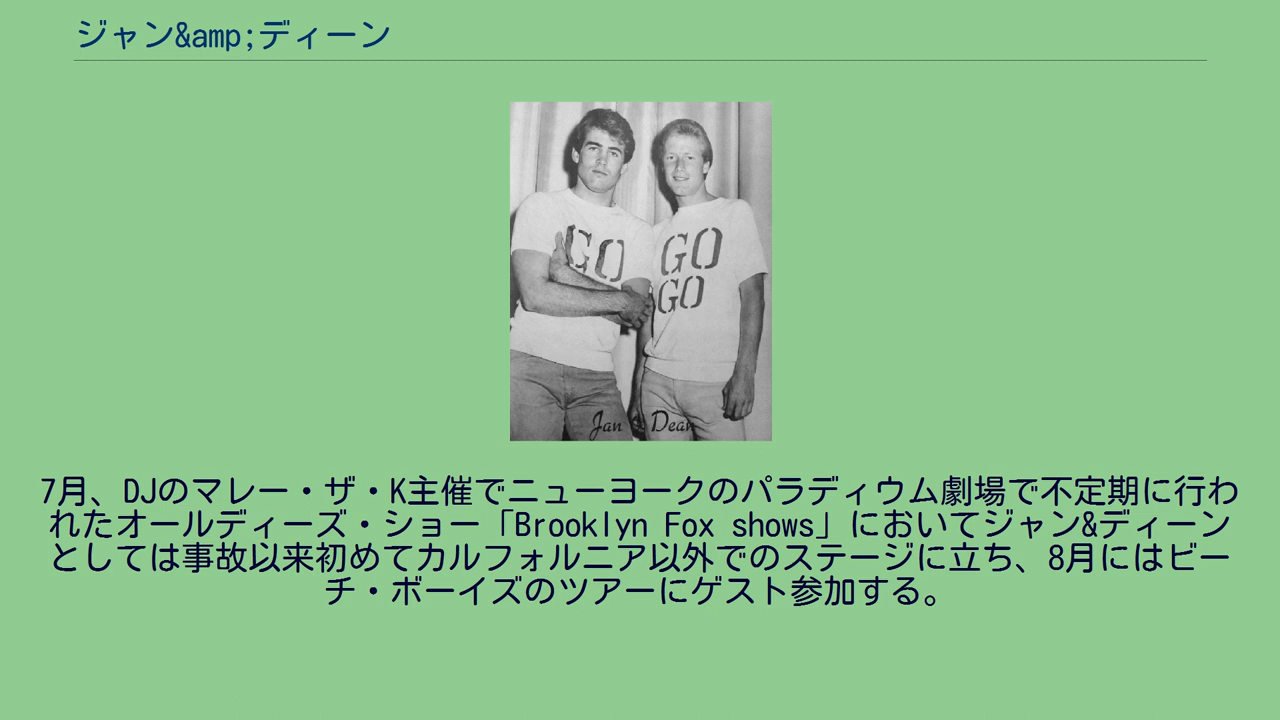 ジャン&amp;ディーン
GO
GO
GO
Jan & Dean
7月、DJのマレー・ザ・K主催でニューヨークのパラディウム劇場で不定期に行わ
れたオールディーズ・ショー「Brooklyn Fox shows」においてジャン&ディーン
としては事故以来初めてカルフォルニア以外でのステージに立ち、8月にはビー
チ・ボーイズのツアーにゲスト参加する。